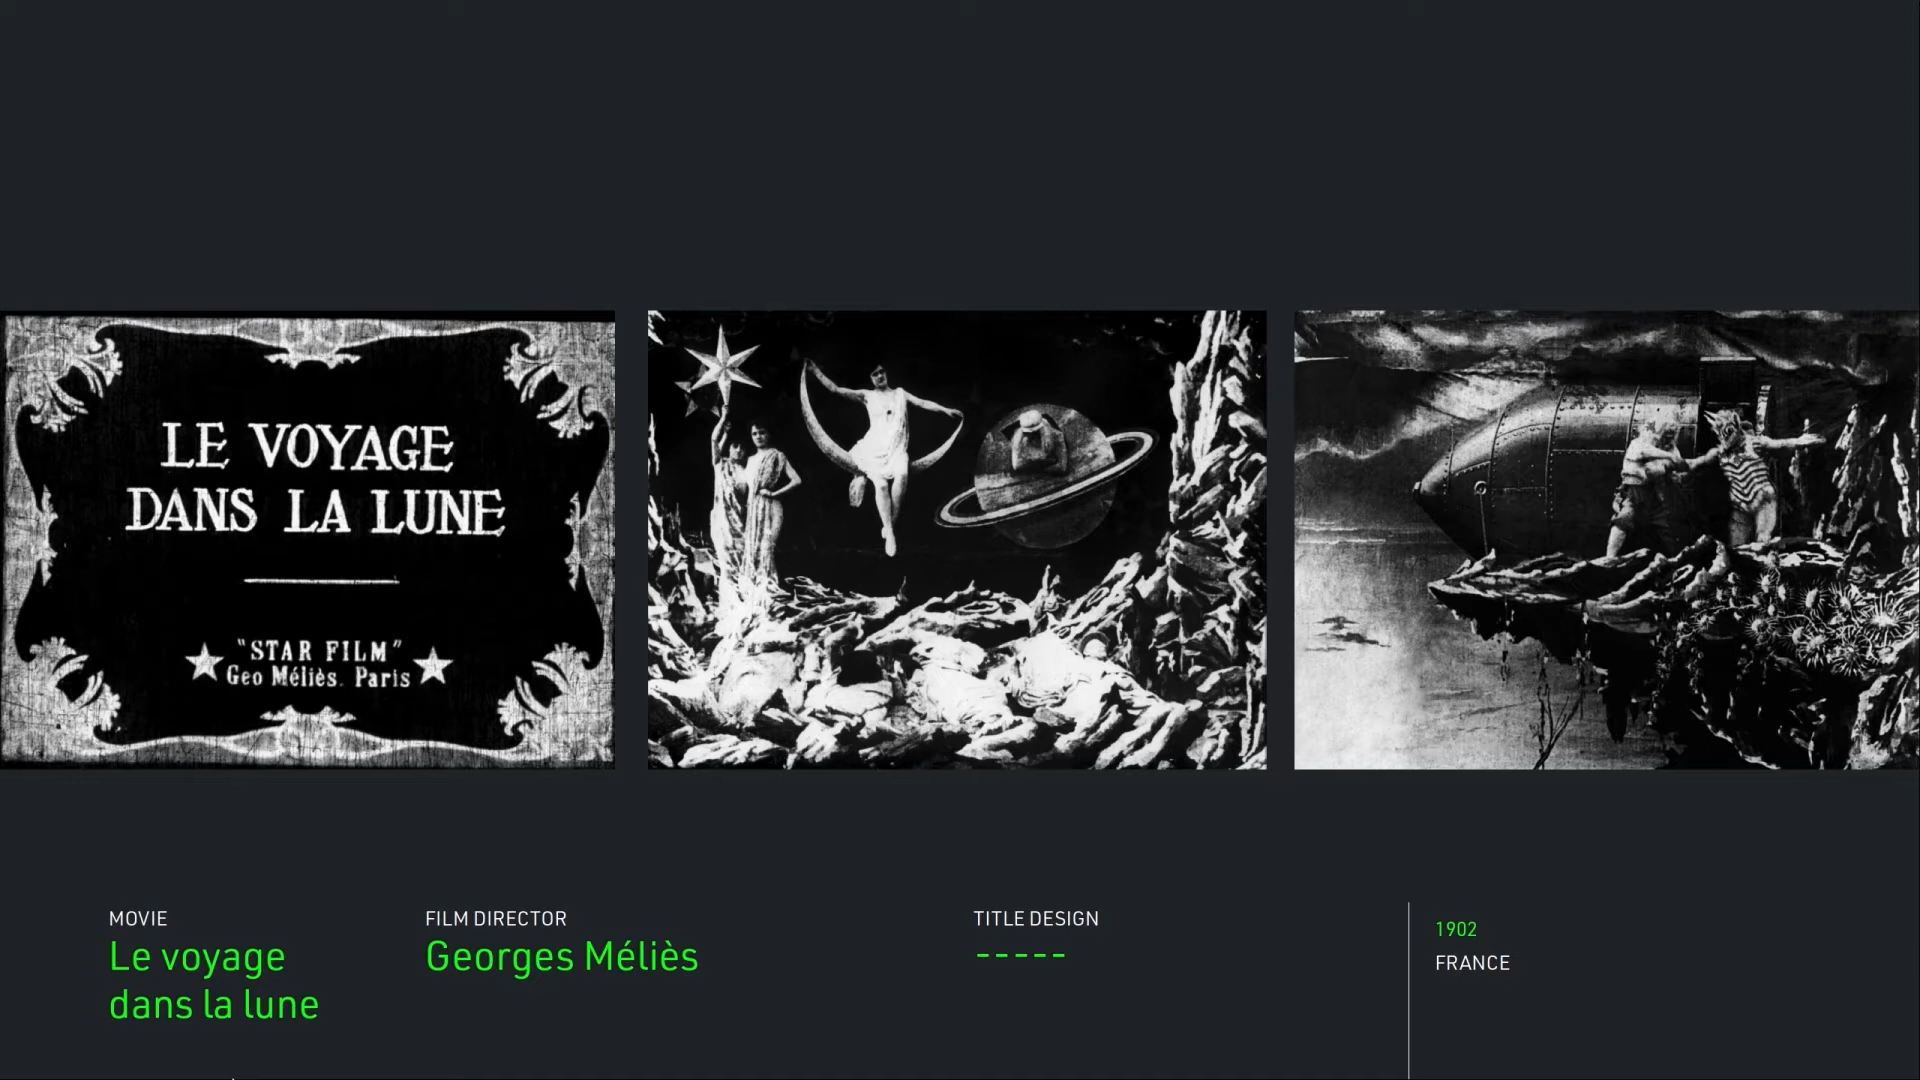 LE VOYAGE
DANS LA LUNE
"STAR FILM"
Geo Méliès. Paris
MOVIE
Le voyage
dans la lune
FILM DIRECTOR
Georges Méliès
TITLE DESIGN
-----
1902
FRANCE